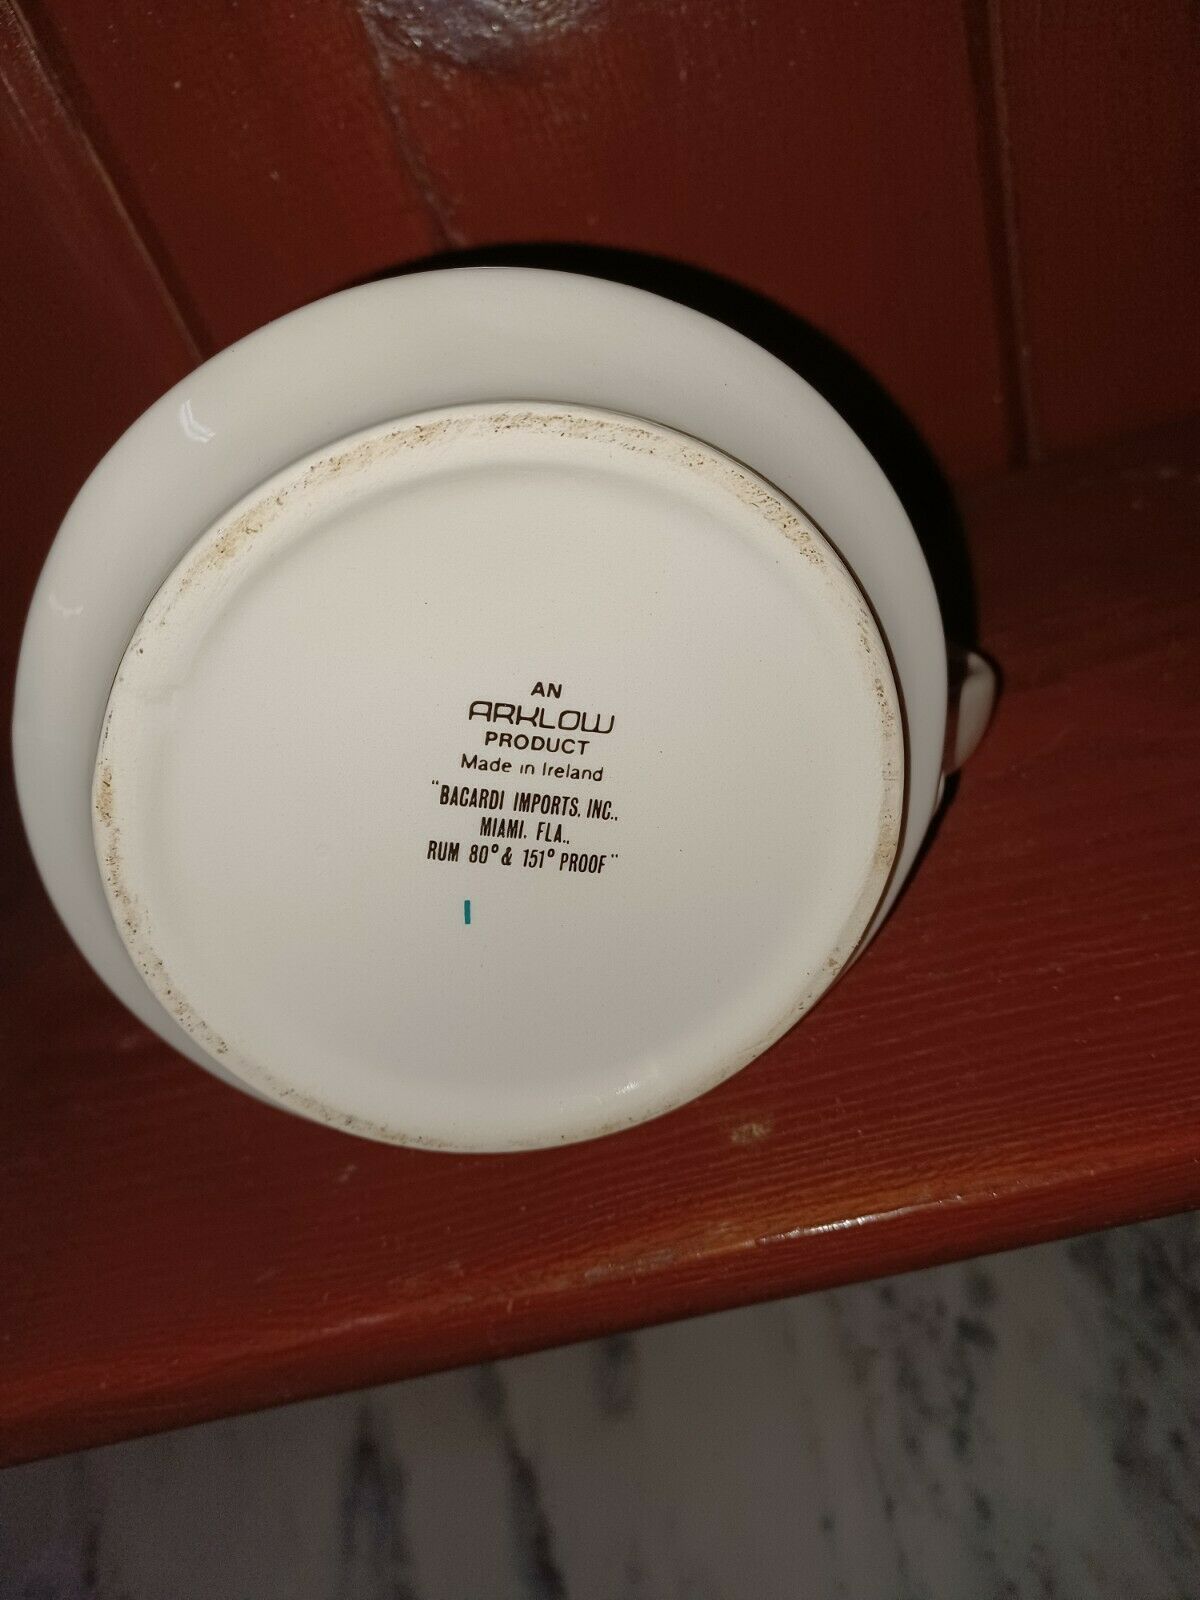 AN
ARKLOW
PRODUCT
Made in Ireland
"BACARDI IMPORTS, INC.,
MIAMI, FLA.,
RUM 80° & 151° PROOF"